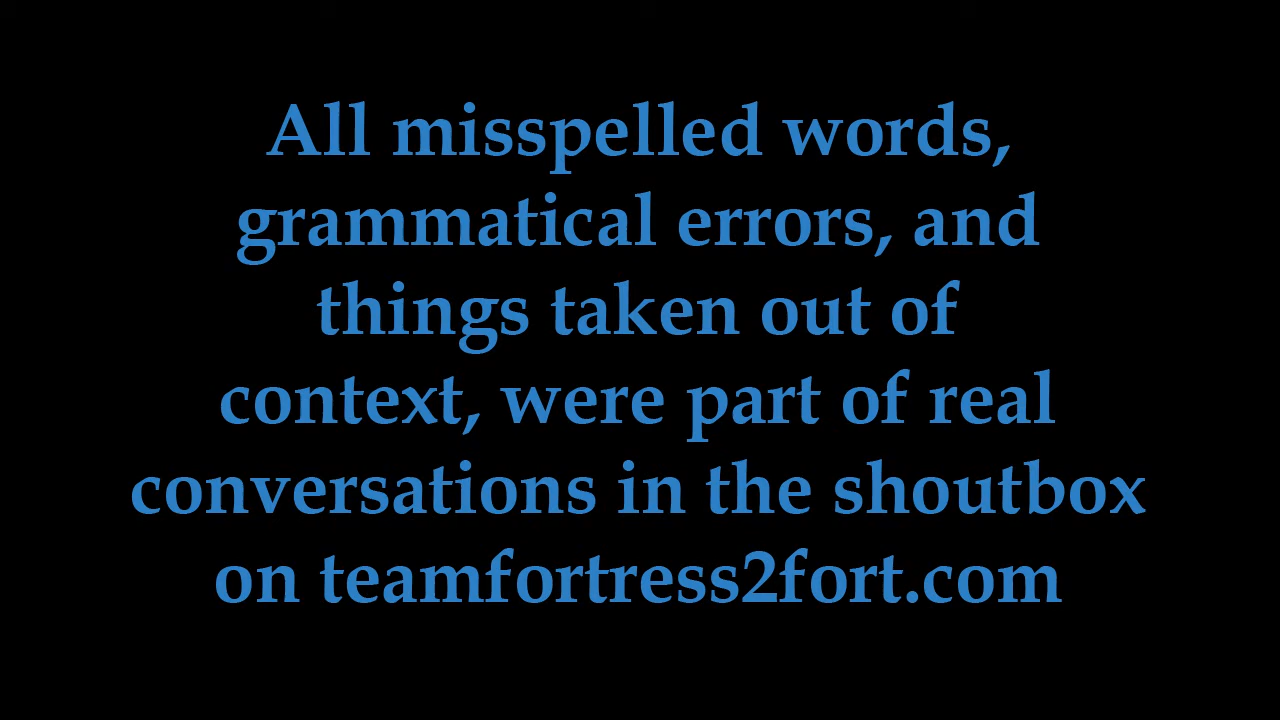 All misspelled words,
grammatical errors, and
things taken out of
context, were part of real
conversations in the shoutbox
on teamfortress2fort.com